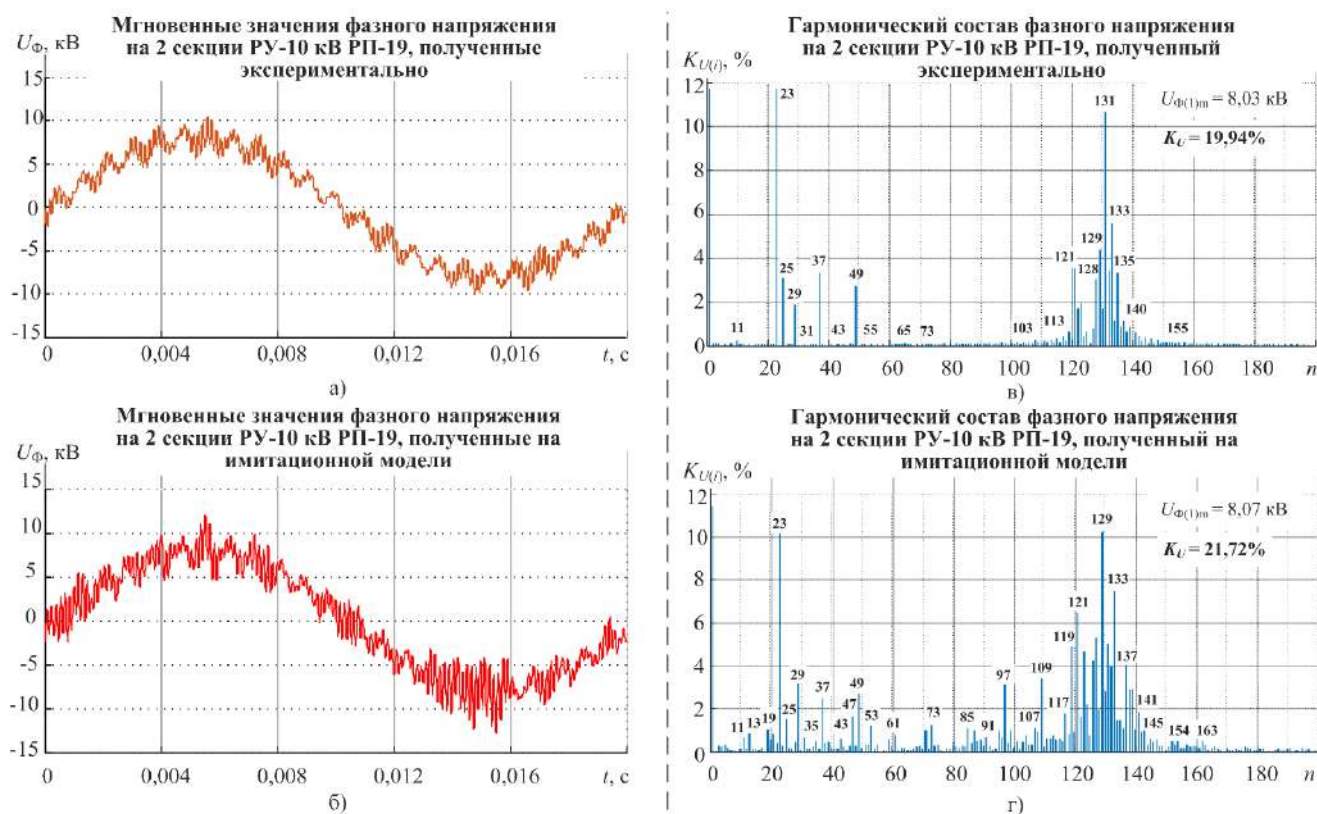 Мгновенные значения фазного напряжения
на 2 секции РУ-10 кВ РП-19, полученные
экспериментально
U_Ф, кВ
15
10
5
0
-5
-10
-15
0 0,004 0,008 0,012 0,016 t, с
а)
Гармонический состав фазного напряжения
на 2 секции РУ-10 кВ РП-19, полученный
экспериментально
K_U(i), %
12
10
8
6
4
2
0
23
25
29
31
37
43
49
55
65
73
11
103
113
121
128
129
131
133
135
140
155
U_Ф(1)m = 8,03 кВ
K_U = 19,94%
0 20 40 60 80 100 120 140 160 n
в)
Мгновенные значения фазного напряжения
на 2 секции РУ-10 кВ РП-19, полученные на
имитационной модели
U_Ф, кВ
15
10
5
0
-5
-10
-15
0 0,004 0,008 0,012 0,016 t, с
б)
Гармонический состав фазного напряжения
на 2 секции РУ-10 кВ РП-19, полученный на
имитационной модели
K_U(i), %
12
10
8
6
4
2
0
11
13
19
23
25
29
35
37
43
47
49
53
61
73
85
91
97
107
109
117
119
121
129
133
137
141
145
154
163
U_Ф(1)m = 8,07 кВ
K_U = 21,72%
0 20 40 60 80 100 120 140 160 180 n
г)